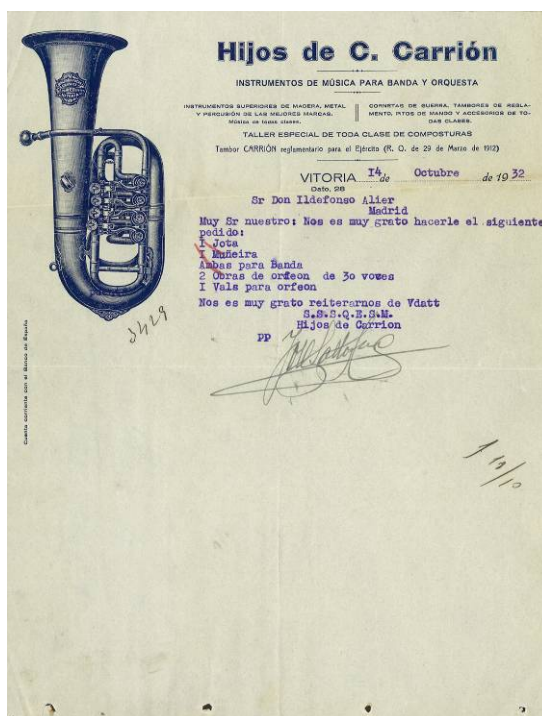 Hijos de C. Carrión
INSTRUMENTOS DE MÚSICA PARA BANDA Y ORQUESTA
INSTRUMENTOS SUPERIORES DE MADERA, METAL
Y PERCUSIÓN DE LAS MEJORES MARCAS.
Música de todas clases.
CORNETAS DE GUERRA, TAMBORES DE REGLA-
MENTO, PITOS DE MANDO Y ACCESORIOS DE TO-
DAS CLASES.
TALLER ESPECIAL DE TODA CLASE DE COMPOSTURAS
Tambor CARRIÓN reglamentario para el Ejército (R. O. de 29 de Marzo de 1912)
VITORIA I4 de Octubre de 1932
Dato, 26
Sr Don Ildefonso Alier
Madrid
Muy Sr nuestro: Nos es muy grato hacerle el siguiente
pedido:
I Jota
I Muñeira
Ambas para Banda
2 Obras de orfeon de 3o voves
I Vals para orfeon
Nos es muy grato reiterarnos de Vdatt
S.S.S.Q.E.S.M.
Hijos de Carrion
PP
3429
Cuenta corriente con el Banco de España